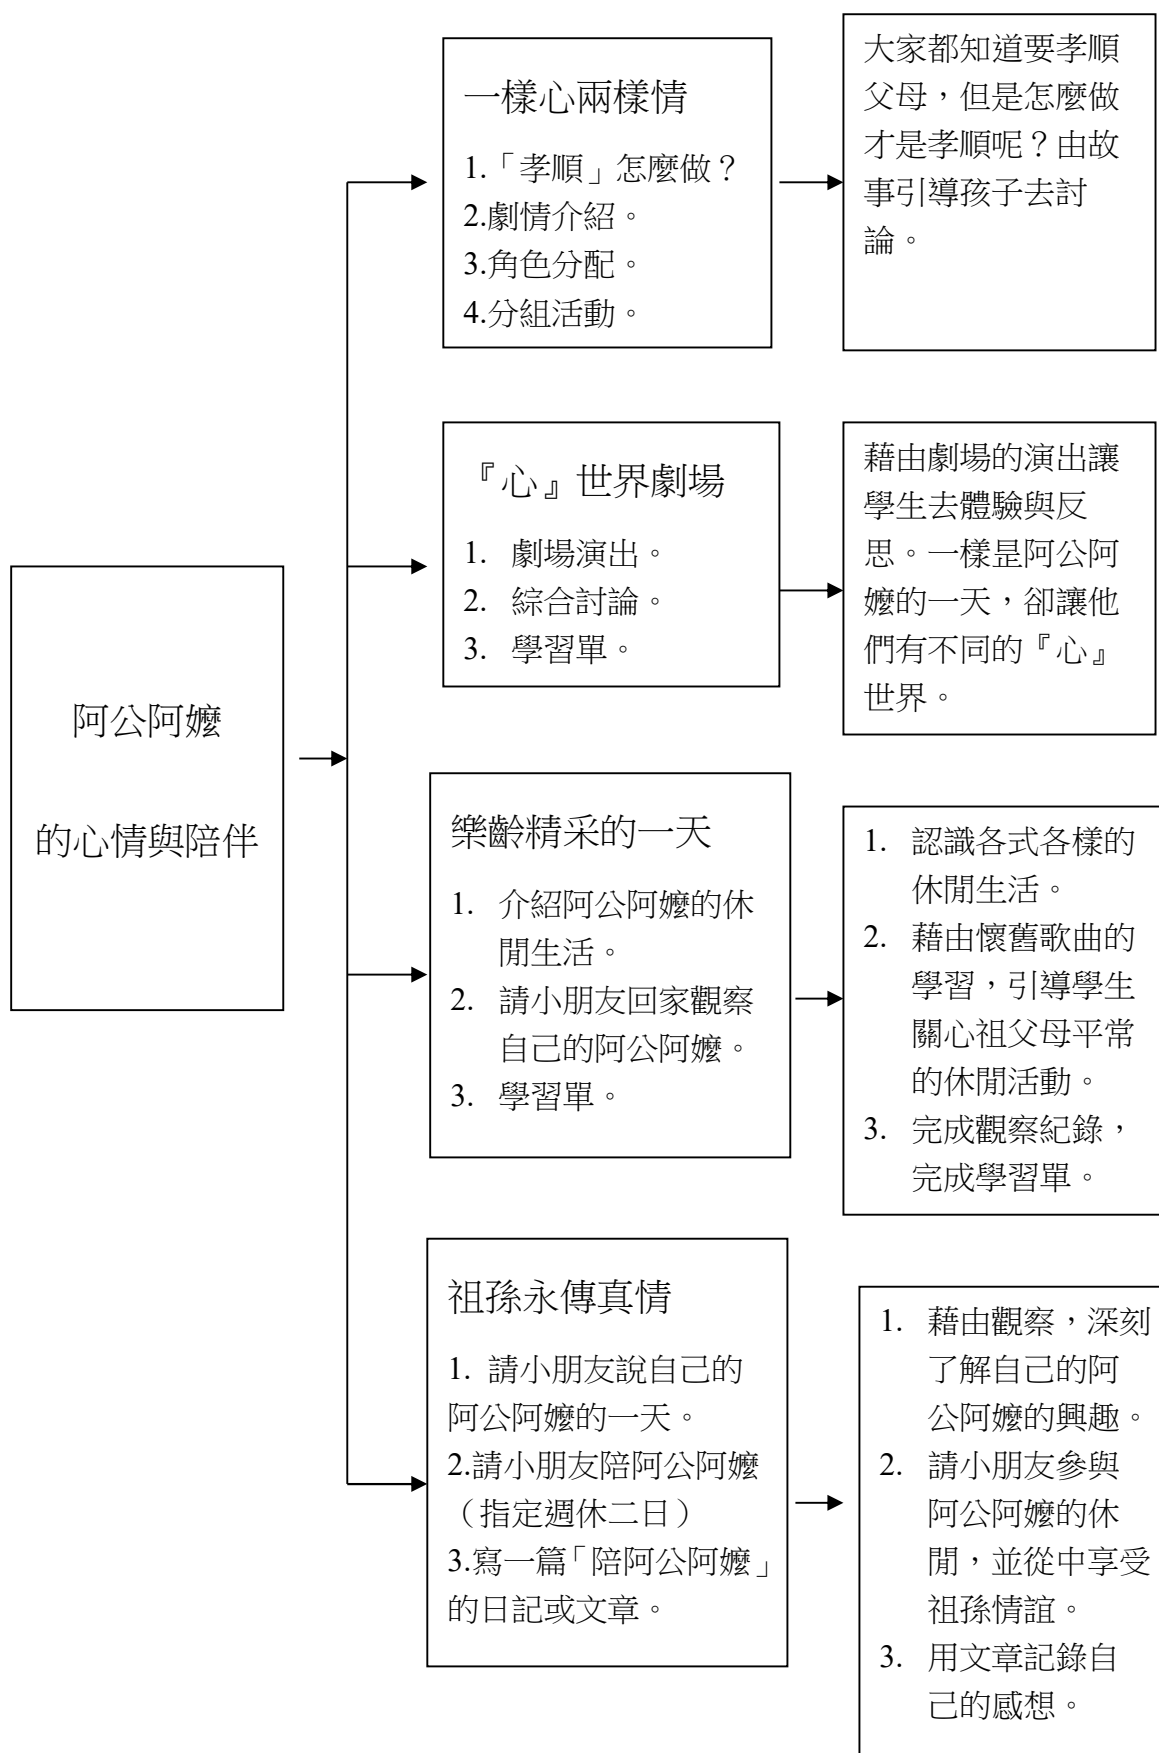 阿公阿嬤
的心情與陪伴
一樣心兩樣情
1.「孝順」怎麼做？
2.劇情介紹。
3.角色分配。
4.分組活動。
大家都知道要孝順
父母，但是怎麼做
才是孝順呢？由故
事引導孩子去討
論。
『心』世界劇場
1. 劇場演出。
2. 綜合討論。
3. 學習單。
藉由劇場的演出讓
學生去體驗與反
思。一樣昰阿公阿
嬤的一天，卻讓他
們有不同的『心』
世界。
樂齡精采的一天
1. 介紹阿公阿嬤的休
閒生活。
2. 請小朋友回家觀察
自己的阿公阿嬤。
3. 學習單。
1. 認識各式各樣的
休閒生活。
2. 藉由懷舊歌曲的
學習，引導學生
關心祖父母平常
的休閒活動。
3. 完成觀察紀錄，
完成學習單。
祖孫永傳真情
1. 請小朋友說自己的
阿公阿嬤的一天。
2.請小朋友陪阿公阿嬤
（指定週休二日）
3.寫一篇「陪阿公阿嬤」
的日記或文章。
1. 藉由觀察，深刻
了解自己的阿
公阿嬤的興趣。
2. 請小朋友參與
阿公阿嬤的休
閒，並從中享受
祖孫情誼。
3. 用文章記錄自
己的感想。